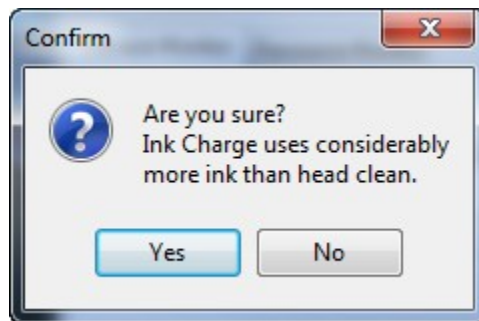 Confirm
Are you sure?
Ink Charge uses considerably
more ink than head clean.
Yes
No